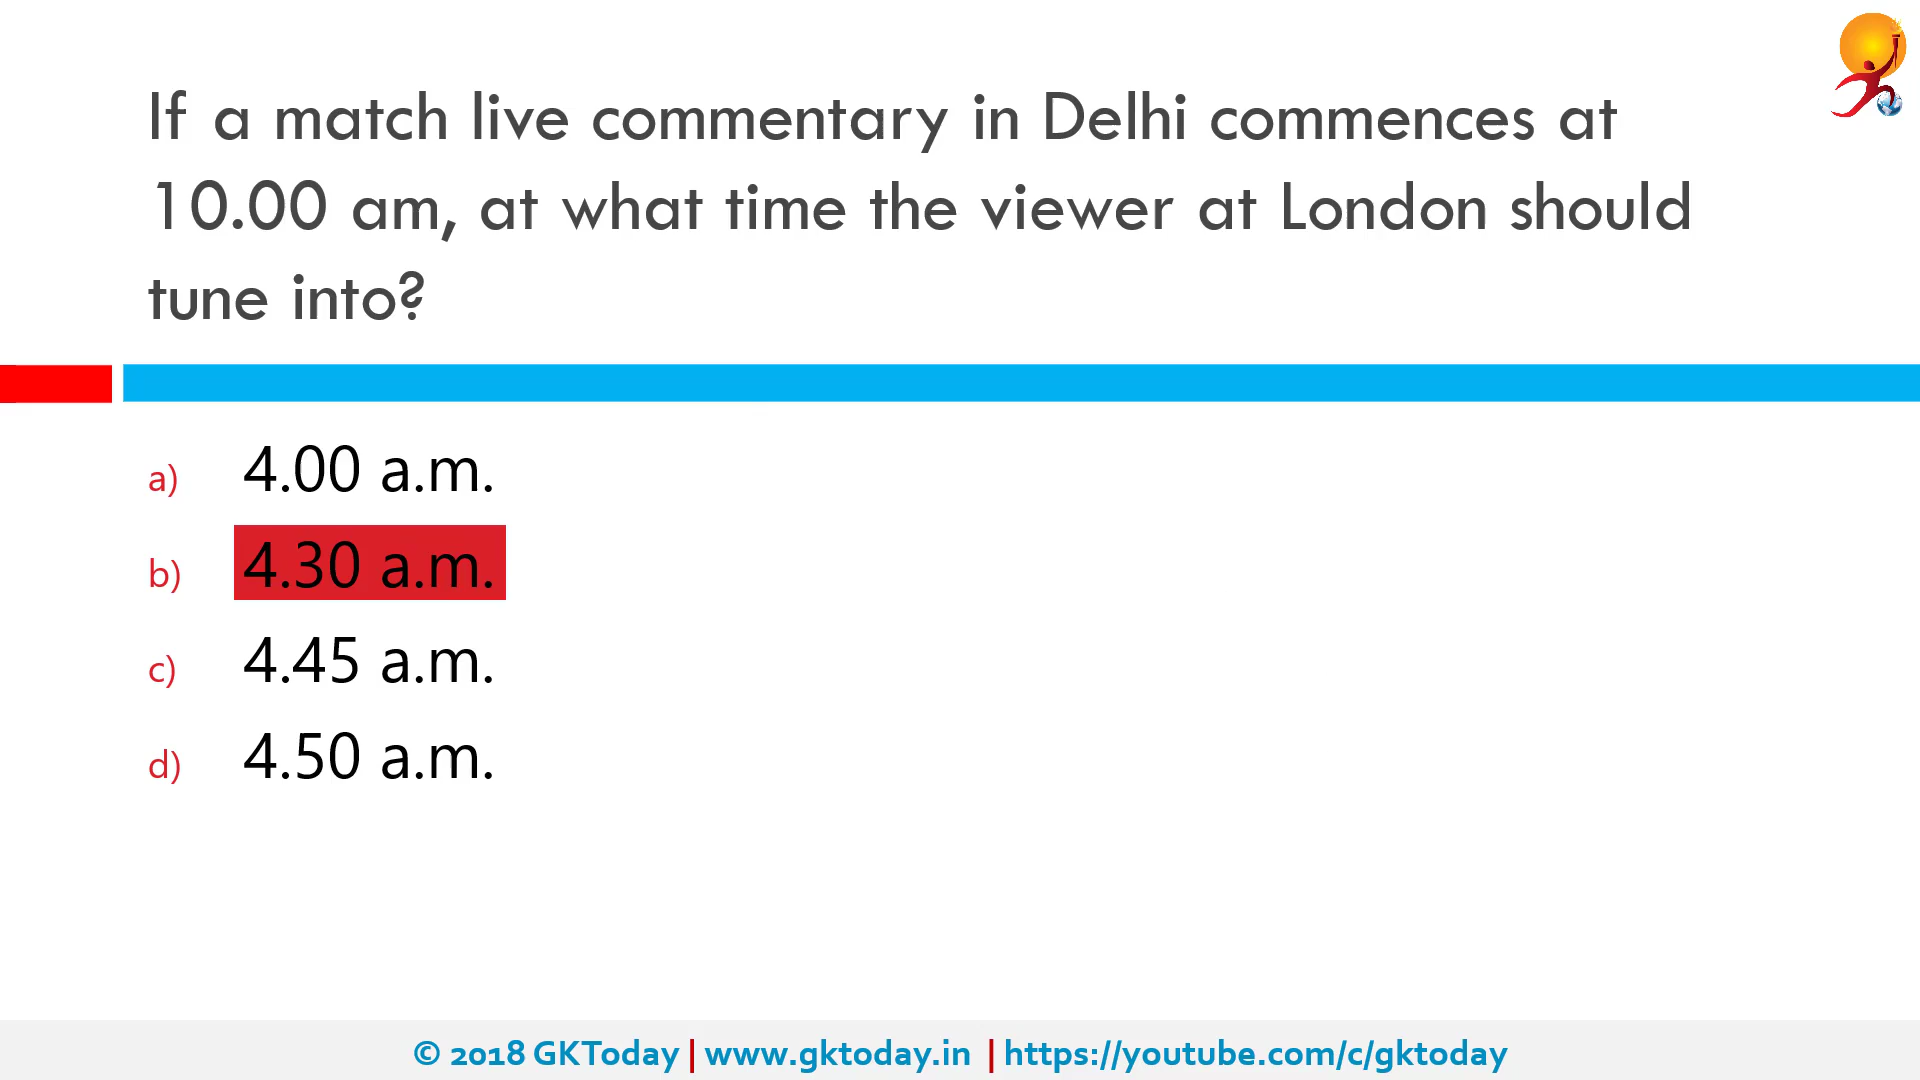 If a match live commentary in Delhi commences at
10.00 am, at what time the viewer at London should
tune into?
a) 4.00 a.m.
b) 4.30 a.m.
c) 4.45 a.m.
d) 4.50 a.m.
© 2018 GKToday | www.gktoday.in | https://youtube.com/c/gktoday